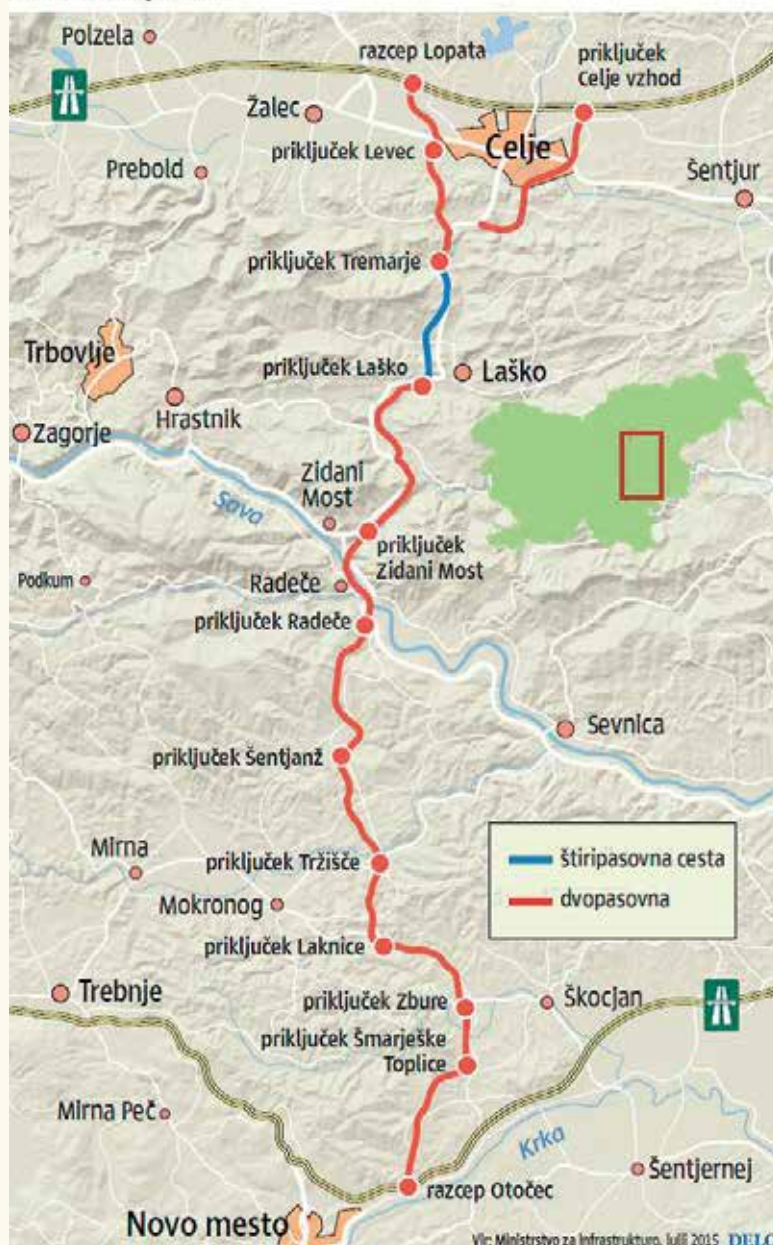 Polzela
razcep Lopata
priključek
Celje vzhod
Žalec
Celje
priključek Levec
Prebold
Šentjur
priključek Tremarje
Trbovlje
priključek Laško
Laško
Hrastnik
Zagorje
Zidani
Most
Sava
priključek
Zidani Most
Podkum
Radeče
priključek Radeče
Sevnica
priključek Šentjanž
Mirna
priključek Tržišče
štiripasovna cesta
dvopasovna
Mokronog
priključek Laknice
Trebnje
priključek Zbure
Škocjan
priključek Šmarješke
Toplice
Mirna Peč
Krka
Šentjernej
razcep Otočec
Novo mesto
Vir: Ministrstvo za infrastrukturo, julij 2015 DELO